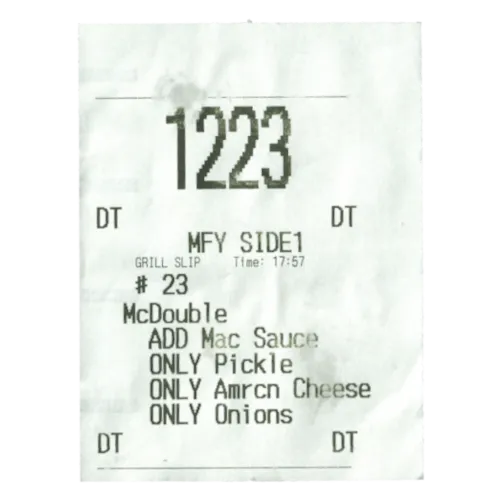 1223
DT DT
MFY SIDE1
GRILL SLIP Time: 17:57
# 23
McDouble
ADD Mac Sauce
ONLY Pickle
ONLY Amrcn Cheese
ONLY Onions
DT DT